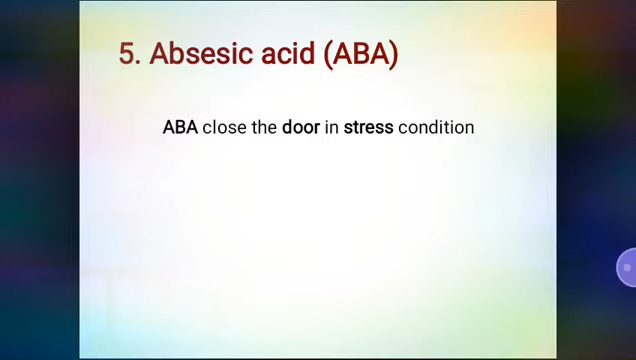 5. Absesic acid (ABA)
ABA close the door in stress condition